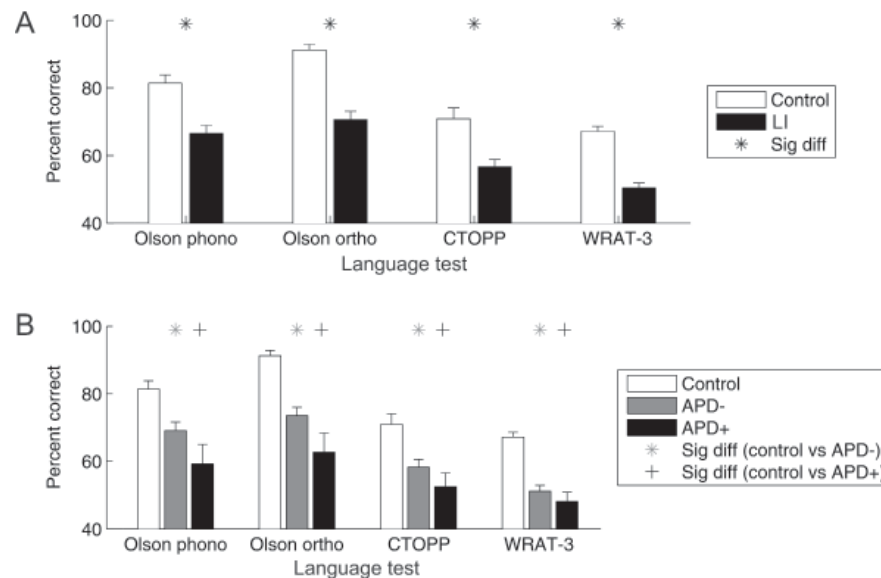 A
Percent correct
100
80
60
40
Olson phono
Olson ortho
CTOPP
WRAT-3
Language test
Control
LI
* Sig diff
B
Percent correct
100
80
60
40
Olson phono
Olson ortho
CTOPP
WRAT-3
Language test
Control
APD-
APD+
* Sig diff (control vs APD-)
+ Sig diff (control vs APD+)